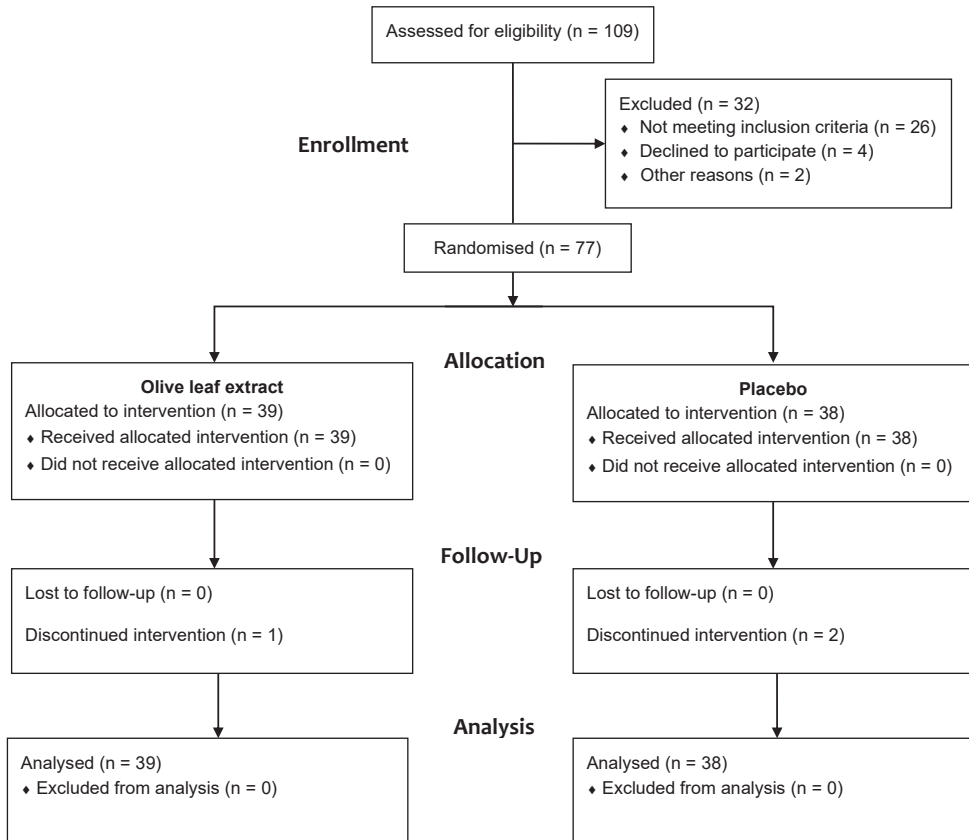 Assessed for eligibility (n = 109)
Excluded (n = 32)
♦ Not meeting inclusion criteria (n = 26)
♦ Declined to participate (n = 4)
♦ Other reasons (n = 2)
Enrollment
Randomised (n = 77)
Allocation
Olive leaf extract
Allocated to intervention (n = 39)
♦ Received allocated intervention (n = 39)
♦ Did not receive allocated intervention (n = 0)
Placebo
Allocated to intervention (n = 38)
♦ Received allocated intervention (n = 38)
♦ Did not receive allocated intervention (n = 0)
Follow-Up
Lost to follow-up (n = 0)
Discontinued intervention (n = 1)
Lost to follow-up (n = 0)
Discontinued intervention (n = 2)
Analysis
Analysed (n = 39)
♦ Excluded from analysis (n = 0)
Analysed (n = 38)
♦ Excluded from analysis (n = 0)